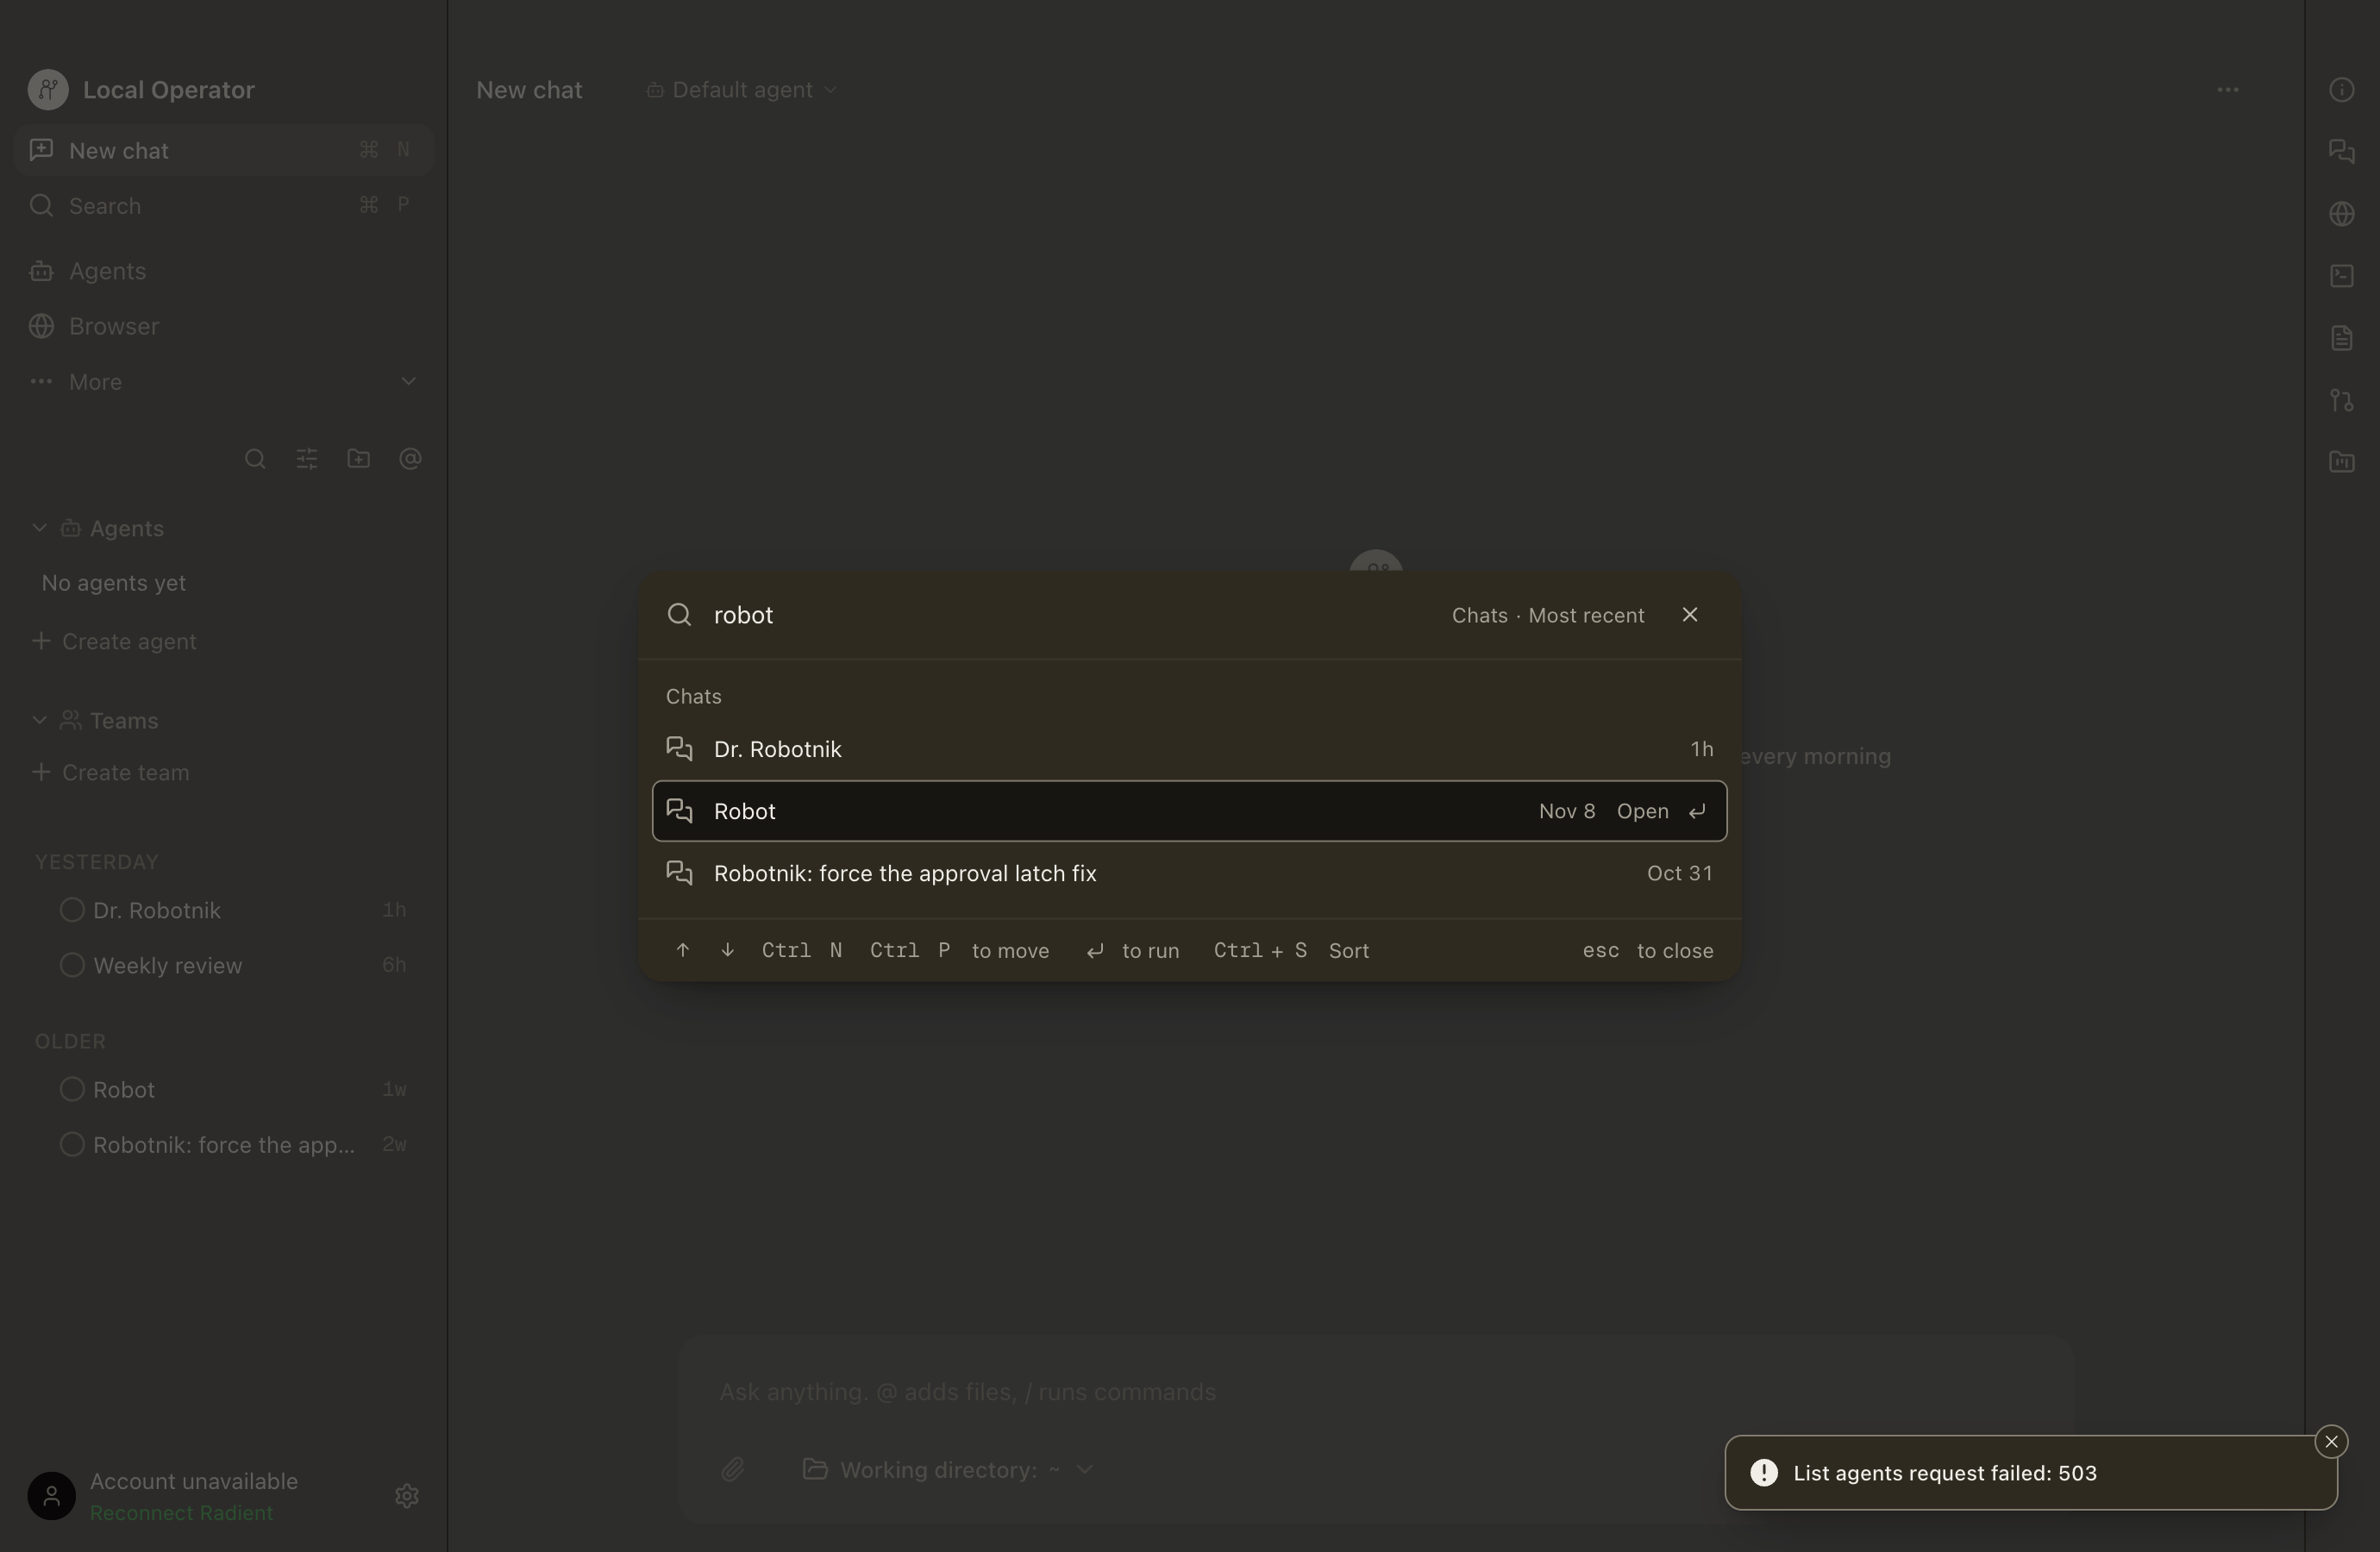 Local Operator
New chat ⌘ N
Search ⌘ P
Agents
Browser
More
Agents
No agents yet
Create agent
Teams
Create team
YESTERDAY
Dr. Robotnik 1h
Weekly review 6h
OLDER
Robot 1w
Robotnik: force the app... 2w
Account unavailable
Reconnect Radient
New chat Default agent
every morning
robot Chats · Most recent
Chats
Dr. Robotnik 1h
Robot Nov 8 Open ↵
Robotnik: force the approval latch fix Oct 31
↑ ↓ Ctrl N Ctrl P to move ↵ to run Ctrl + S Sort esc to close
Ask anything. @ adds files, / runs commands
Working directory: ~
List agents request failed: 503